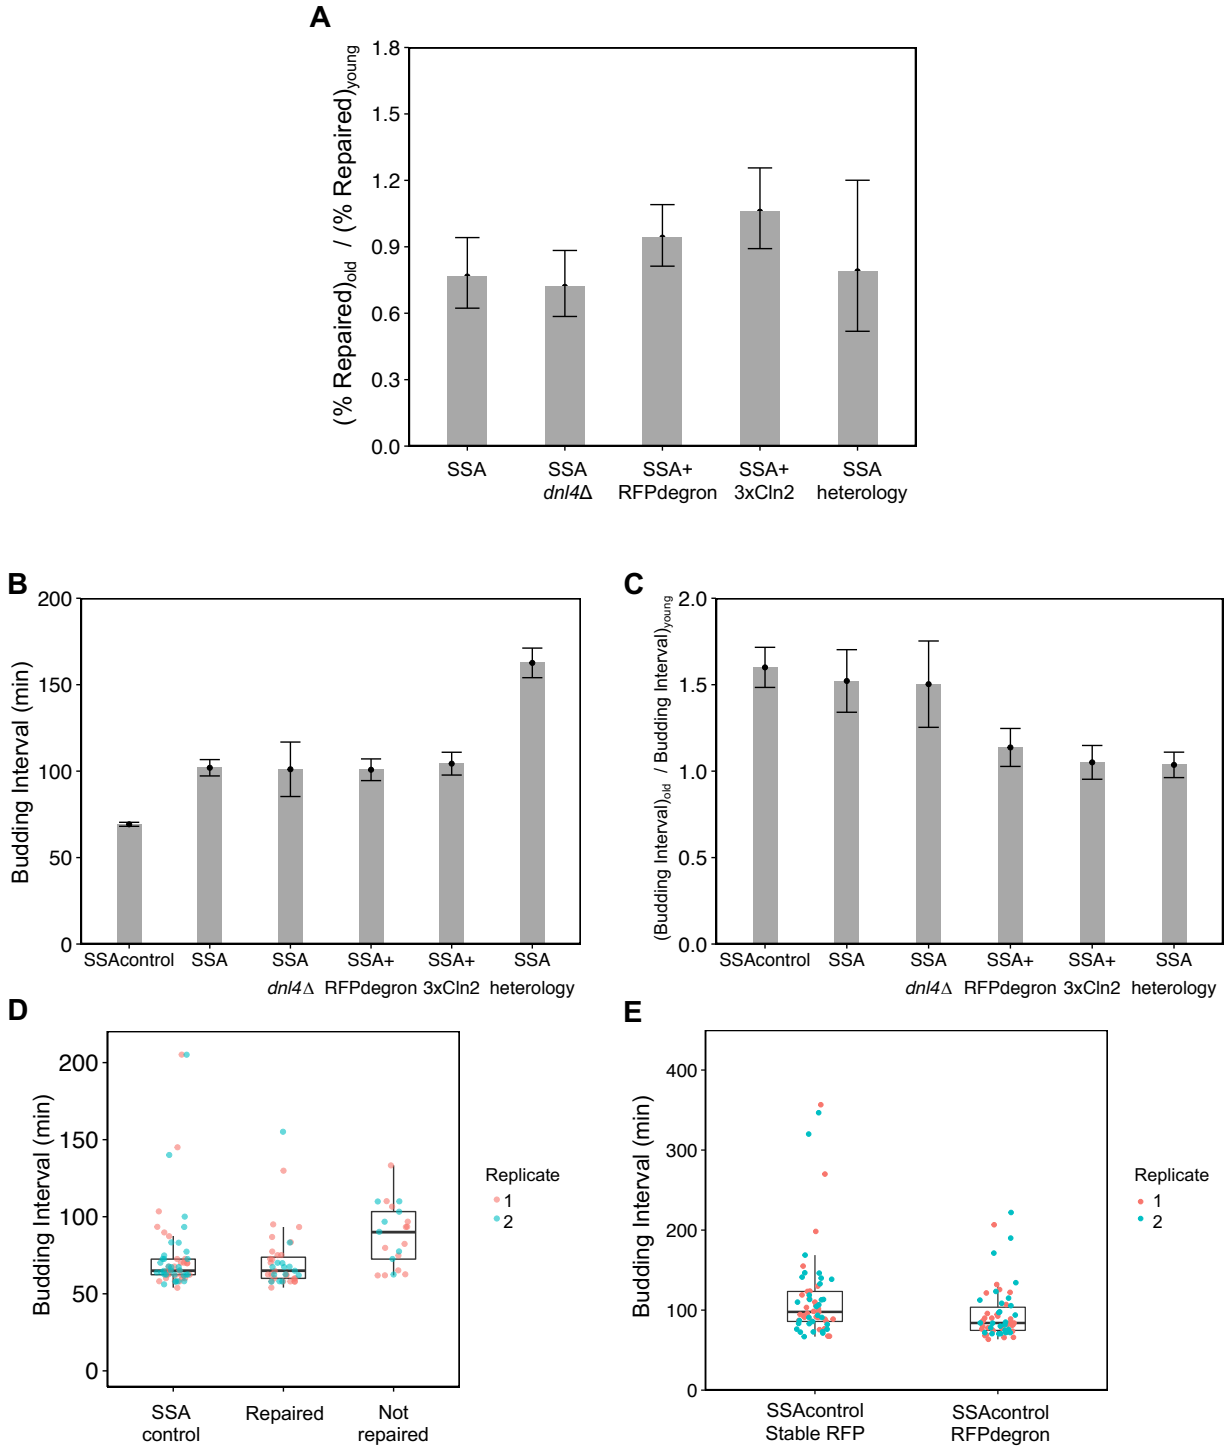 A
(% Repaired)old / (% Repaired)young
1.8
1.5
1.2
0.9
0.6
0.3
0.0
SSA
SSA
dnl4Δ
SSA+
RFPdegron
SSA+
3xCln2
SSA
heterology
B
Budding Interval (min)
200
150
100
50
0
SSAcontrol
SSA
SSA
dnl4Δ
SSA+
RFPdegron
SSA+
3xCln2
SSA
heterology
C
(Budding Interval)old / Budding Interval)young
2.0
1.5
1.0
0.5
0.0
SSAcontrol
SSA
SSA
dnl4Δ
SSA+
RFPdegron
SSA+
3xCln2
SSA
heterology
D
Budding Interval (min)
200
150
100
50
0
SSA
control
Repaired
Not
repaired
Replicate
1
2
E
Budding Interval (min)
400
300
200
100
0
SSAcontrol
Stable RFP
SSAcontrol
RFPdegron
Replicate
1
2